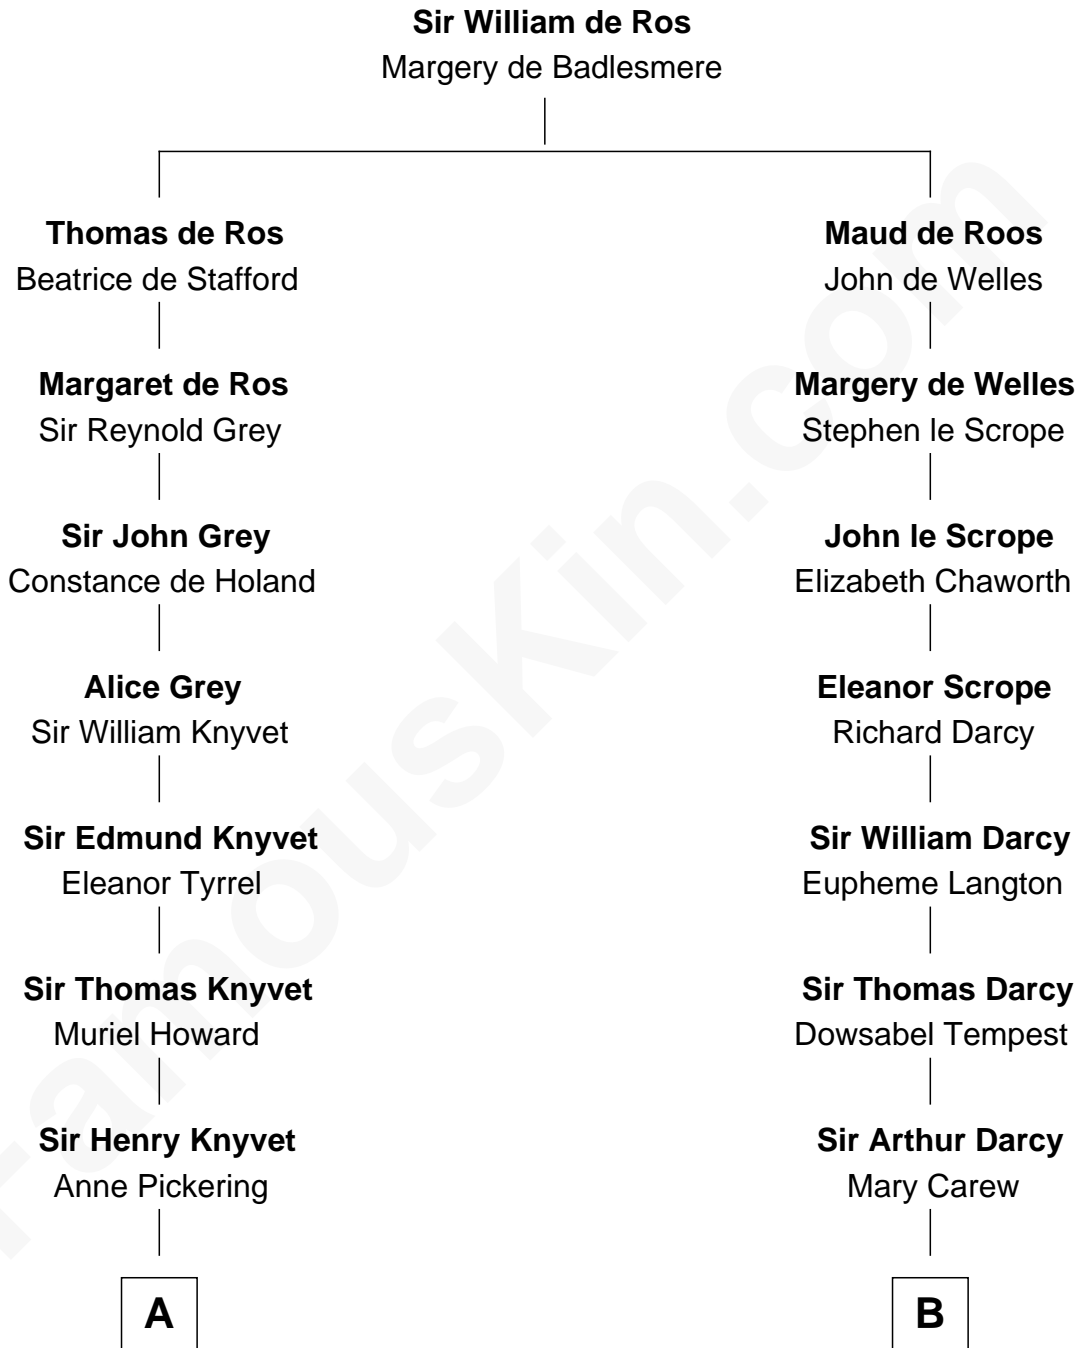 Sir William de Ros
Margery de Badlesmere
Thomas de Ros
Beatrice de Stafford
Maud de Roos
John de Welles
Margaret de Ros
Sir Reynold Grey
Margery de Welles
Stephen le Scrope
Sir John Grey
Constance de Holand
John le Scrope
Elizabeth Chaworth
Alice Grey
Sir William Knyvet
Eleanor Scrope
Richard Darcy
Sir Edmund Knyvet
Eleanor Tyrrel
Sir William Darcy
Eupheme Langton
Sir Thomas Knyvet
Muriel Howard
Sir Thomas Darcy
Dowsabel Tempest
Sir Henry Knyvet
Anne Pickering
Sir Arthur Darcy
Mary Carew
A
B
FamousKin.com